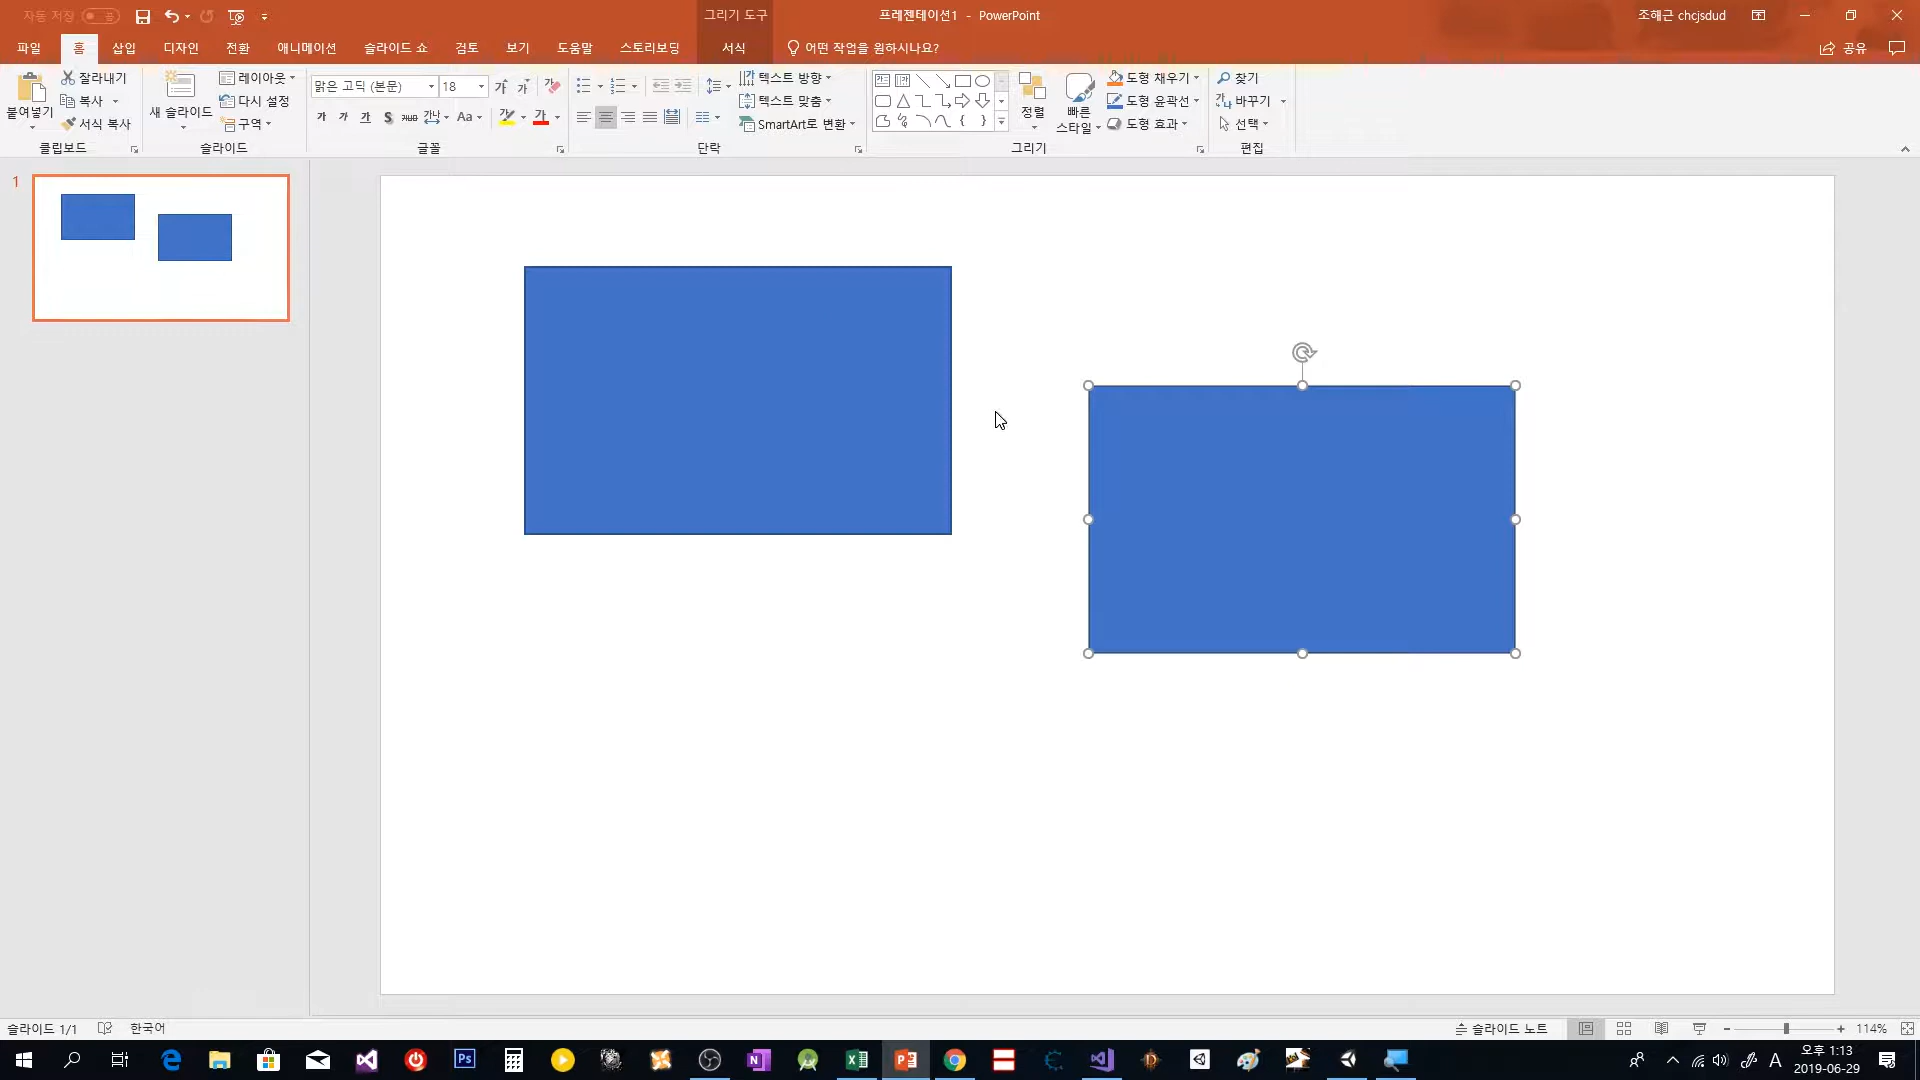 자동 저장
그리기 도구
프레젠테이션1 - PowerPoint
조해근 chcjsdud
파일 홈 삽입 디자인 전환 애니메이션 슬라이드 쇼 검토 보기 도움말 스토리보딩 서식 어떤 작업을 원하시나요? 공유
붙여넣기
잘라내기
복사
서식 복사
클립보드
새 슬라이드
레이아웃
다시 설정
구역
슬라이드
맑은 고딕 (본문) 18
가 가 가 S 가나 Aa 가
글꼴
텍스트 방향
텍스트 맞춤
SmartArt로 변환
단락
정렬
빠른
스타일
도형 채우기
도형 윤곽선
도형 효과
그리기
찾기
바꾸기
선택
편집
1
슬라이드 1/1 한국어
슬라이드 노트 114%
Ps
A
오후 1:13
2019-06-29